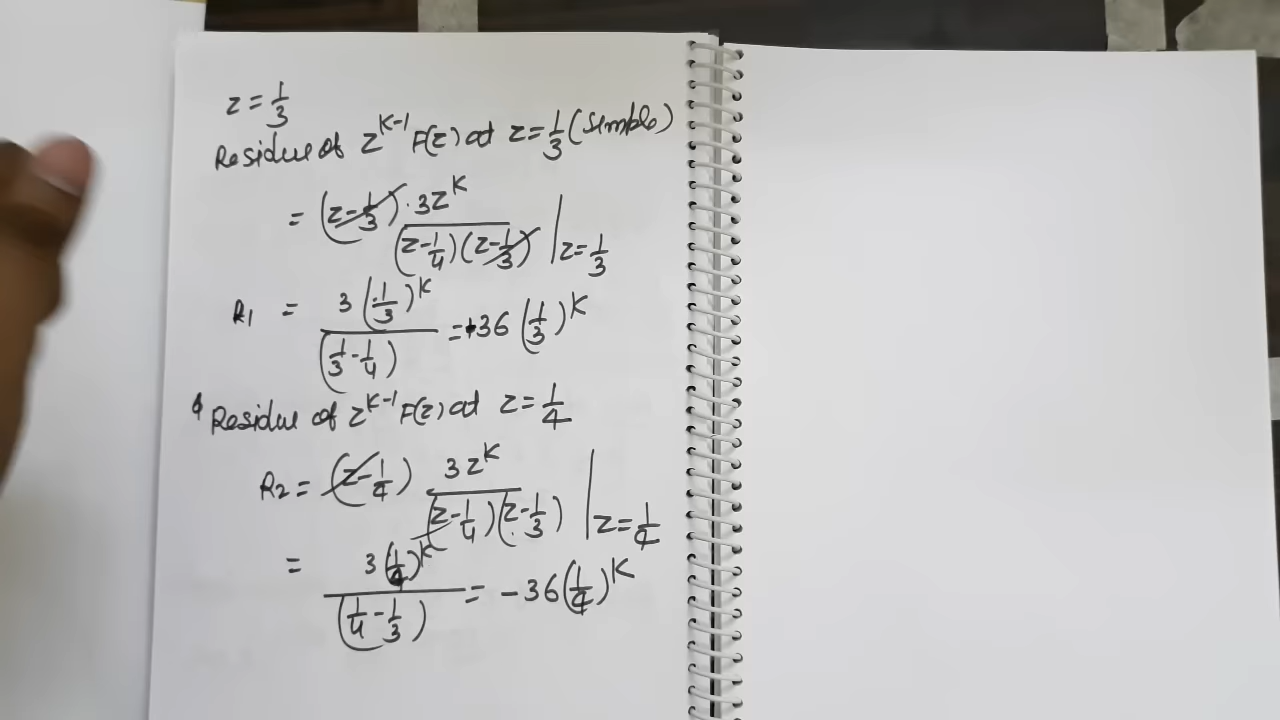 z = 1/3
Residue of z^{K-1} F(z) at z = 1/3 (Simple)
= (z - 1/3) · 3z^K / (z - 1/4)(z - 1/3) | z = 1/3
R1 = 3(1/3)^K / (1/3 - 1/4) = +36 (1/3)^K
Residue of z^{K-1} F(z) at z = 1/4
R2 = (z - 1/4) 3z^K / (z - 1/4)(z - 1/3) | z = 1/4
= 3(1/4)^K / (1/4 - 1/3) = -36 (1/4)^K